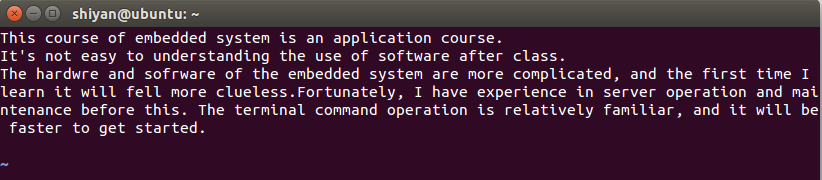 shiyan@ubuntu: ~
This course of embedded system is an application course.
It's not easy to understanding the use of software after class.
The hardwre and sofrware of the embedded system are more complicated, and the first time I
learn it will fell more clueless.Fortunately, I have experience in server operation and mai
ntenance before this. The terminal command operation is relatively familiar, and it will be
 faster to get started.
~